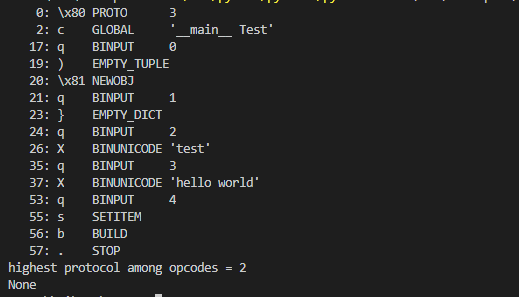 0: \x80 PROTO 3
2: c GLOBAL '__main__ Test'
17: q BINPUT 0
19: ) EMPTY_TUPLE
20: \x81 NEWOBJ
21: q BINPUT 1
23: } EMPTY_DICT
24: q BINPUT 2
26: X BINUNICODE 'test'
35: q BINPUT 3
37: X BINUNICODE 'hello world'
53: q BINPUT 4
55: s SETITEM
56: b BUILD
57: . STOP
highest protocol among opcodes = 2
None